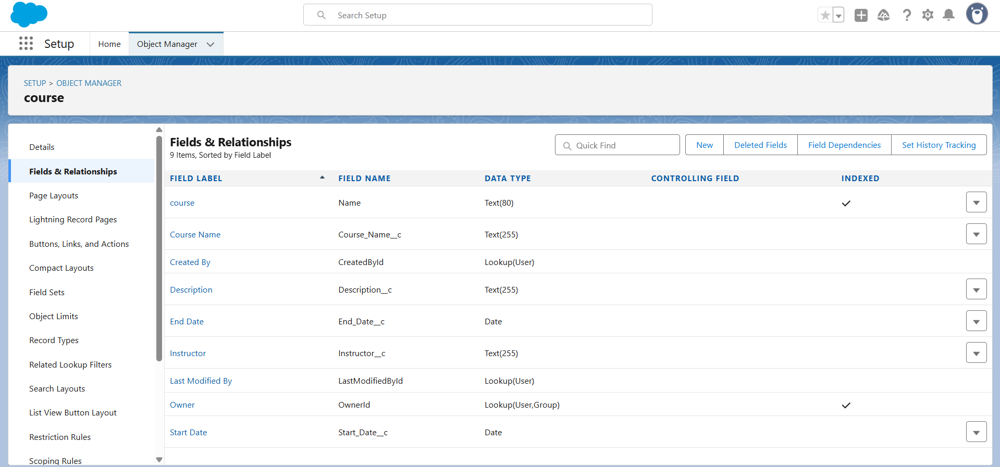 Search Setup
Setup
Home
Object Manager
SETUP > OBJECT MANAGER
course
Details
Fields & Relationships
Page Layouts
Lightning Record Pages
Buttons, Links, and Actions
Compact Layouts
Field Sets
Object Limits
Record Types
Related Lookup Filters
Search Layouts
List View Button Layout
Restriction Rules
Scoping Rules
Fields & Relationships
9 Items, Sorted by Field Label
Quick Find
New
Deleted Fields
Field Dependencies
Set History Tracking
FIELD LABEL FIELD NAME DATA TYPE CONTROLLING FIELD INDEXED
course Name Text(80)
Course Name Course_Name__c Text(255)
Created By CreatedById Lookup(User)
Description Description__c Text(255)
End Date End_Date__c Date
Instructor Instructor__c Text(255)
Last Modified By LastModifiedById Lookup(User)
Owner OwnerId Lookup(User,Group)
Start Date Start_Date__c Date